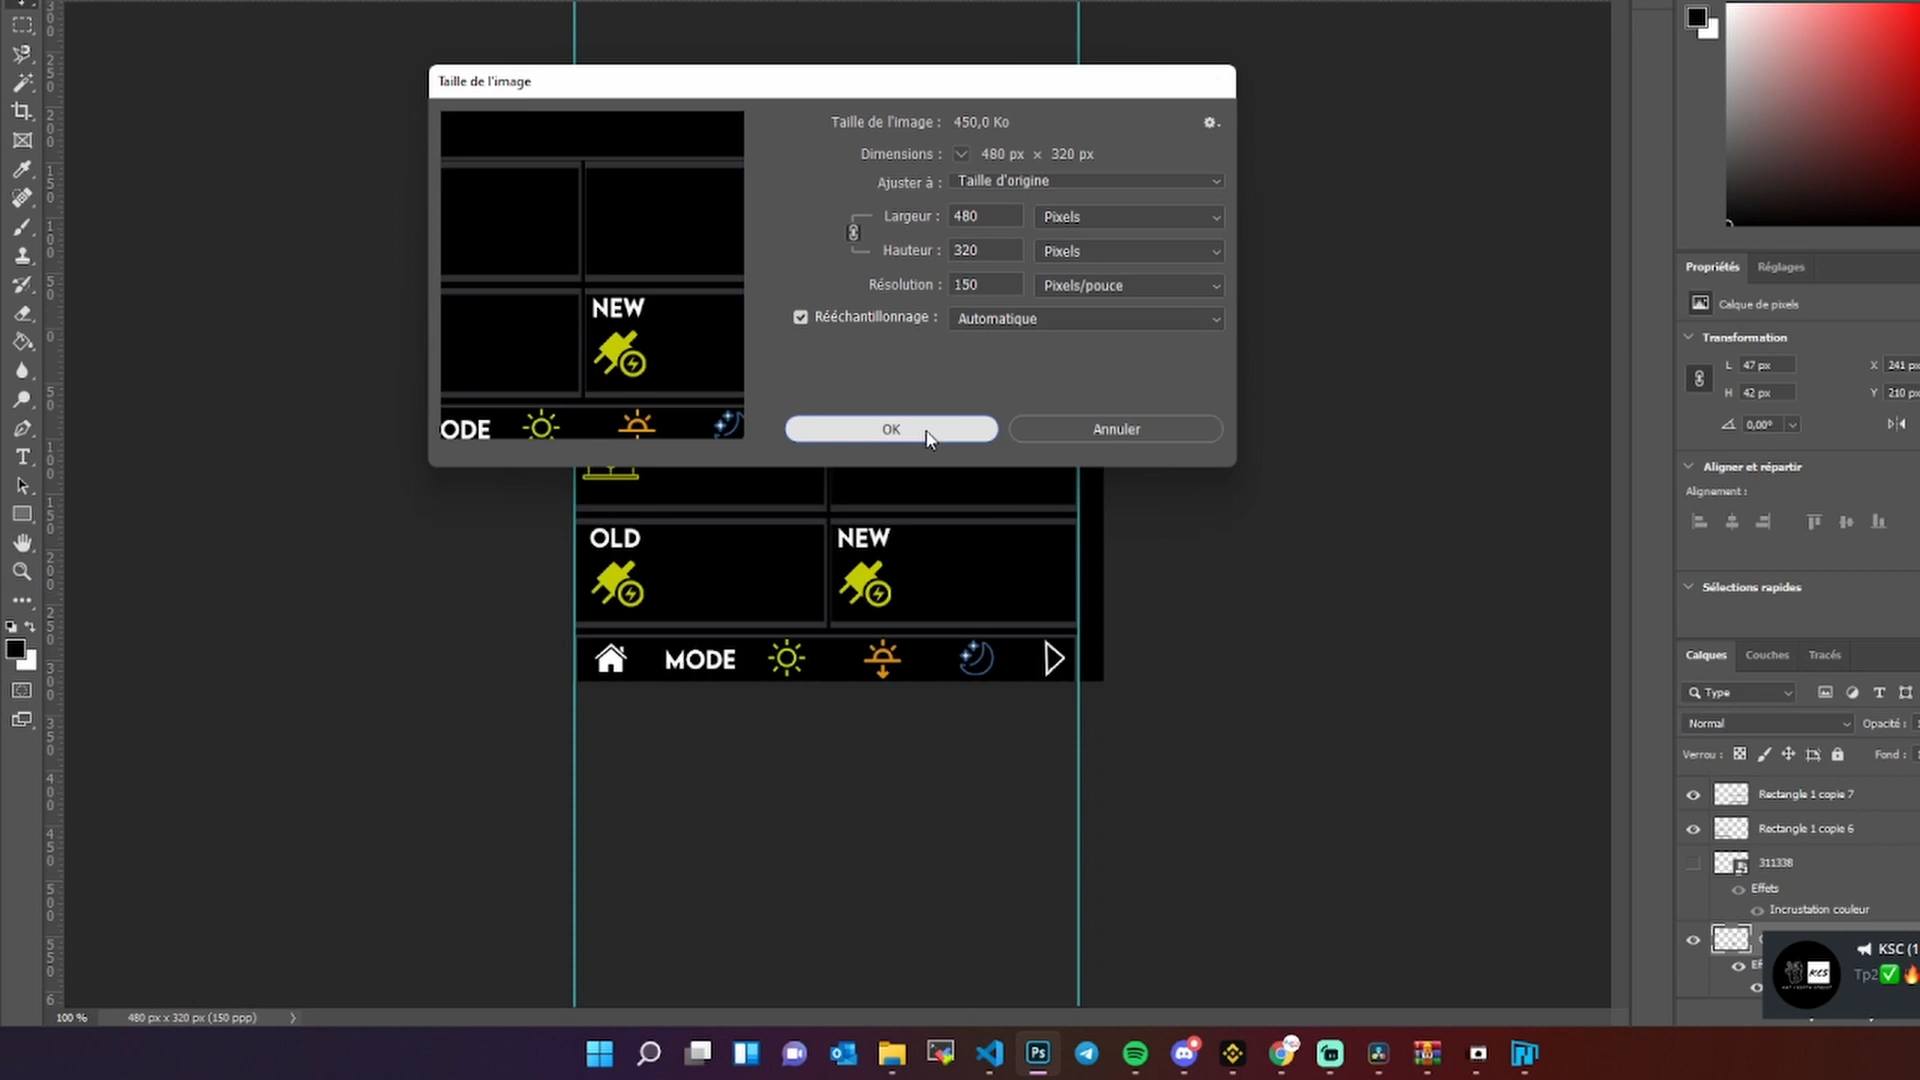 Taille de l'image
Taille de l'image : 450,0 Ko
Dimensions : 480 px × 320 px
Ajuster à : Taille d'origine
Largeur : 480 Pixels
Hauteur : 320 Pixels
Résolution : 150 Pixels/pouce
Rééchantillonnage : Automatique
OK
Annuler
NEW
ODE
OLD
NEW
MODE
Propriétés
Réglages
Calque de pixels
Transformation
L 47 px
X 241 px
H 42 px
Y 210 px
0,00°
Aligner et répartir
Alignement :
Sélections rapides
Calques
Couches
Tracés
Type
Normal
Opacité :
Verrou :
Fond :
Rectangle 1 copie 7
Rectangle 1 copie 6
311338
Effets
Incrustation couleur
KSC (1
Tp2✅🔥
KCS
100 %
480 px x 320 px (150 ppp)
Ps